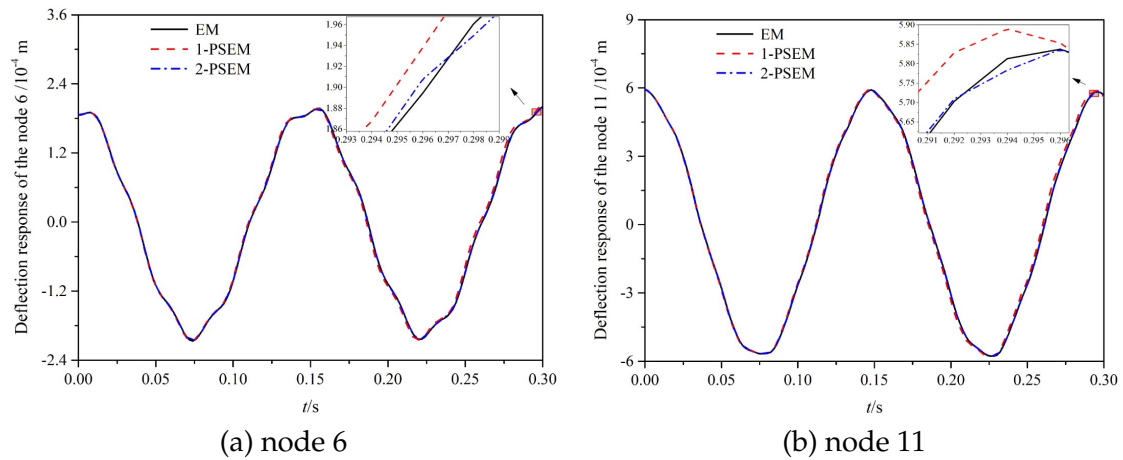 3.6
2.4
1.2
0.0
-1.2
-2.4
Deflection response of the node 6 /10⁻⁴ m
EM
1-PSEM
2-PSEM
1.96
1.94
1.92
1.90
1.88
1.86
0.293 0.294 0.295 0.296 0.297 0.298 0.299
0.00 0.05 0.10 0.15 0.20 0.25 0.30
t/s
(a) node 6
9
6
3
0
-3
-6
Deflection response of the node 11 /10⁻⁴ m
EM
1-PSEM
2-PSEM
5.90
5.85
5.80
5.75
5.70
5.65
0.291 0.292 0.293 0.294 0.295 0.296
0.00 0.05 0.10 0.15 0.20 0.25 0.30
t/s
(b) node 11